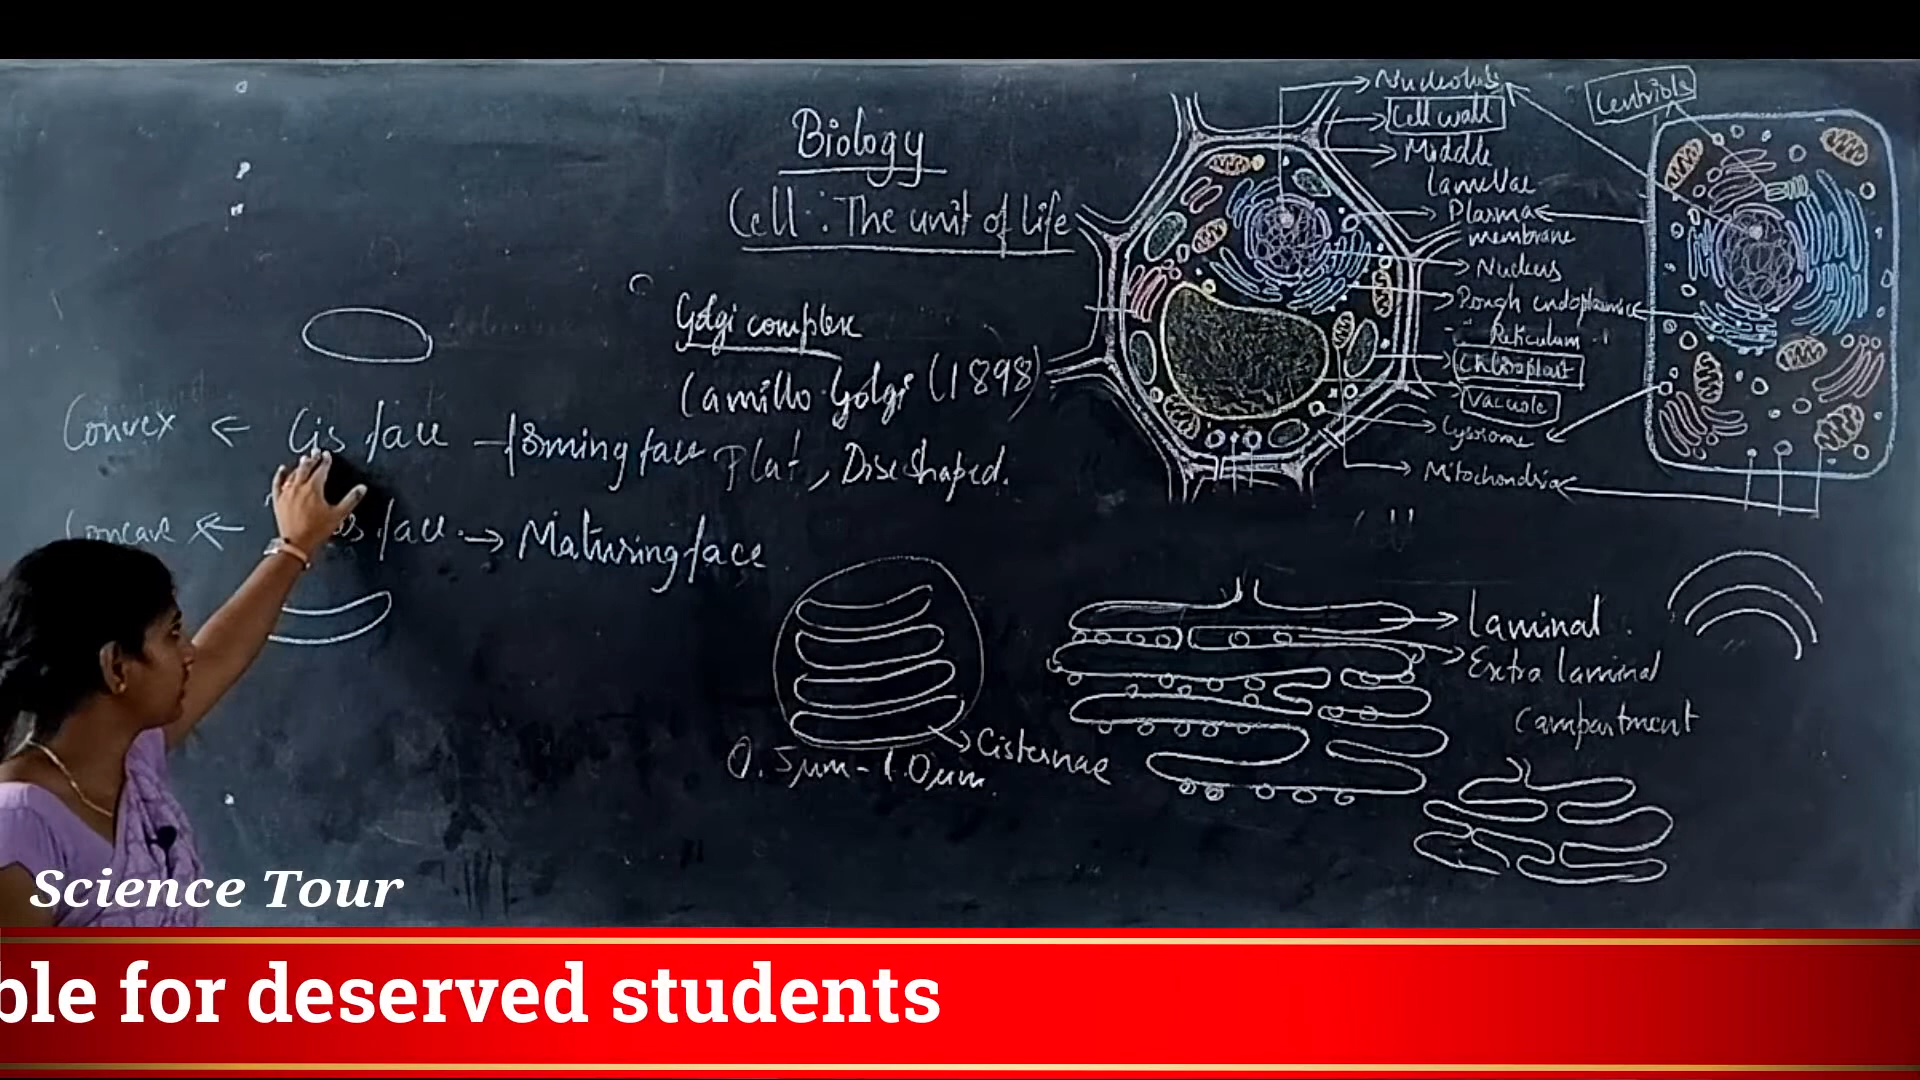 Biology
Cell : The unit of life
Golgi complex
Camillo Golgi (1898)
Flat, Disc shaped.
Convex ← Cis face - forming face
Concave ← face → Maturing face
Cisternae
0.5µm - 1.0µm.
Nucleolus
Cell wall
Middle
lamellae
Plasma
membrane
Nucleus
Rough endoplasmic
Reticulum
Chloroplast
Vacuole
Lysosome
Mitochondria
Centriole
Laminal
Extra laminal
Compartment
Science Tour
ble for deserved students